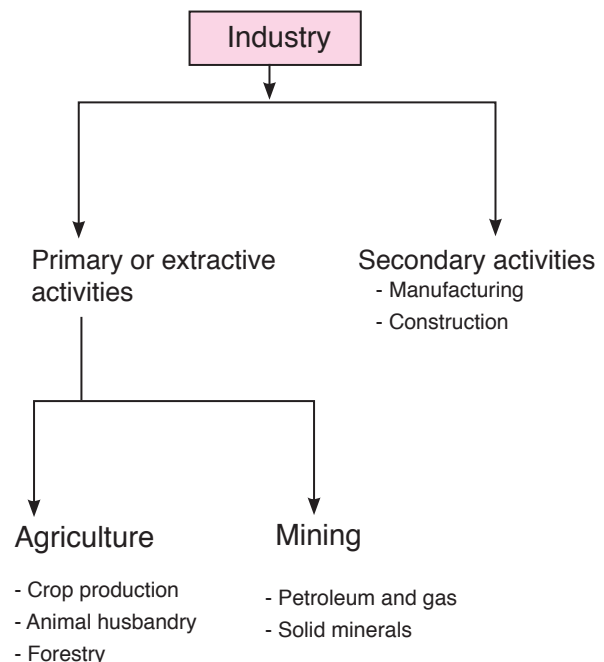 Industry
Primary or extractive
activities
Secondary activities
- Manufacturing
- Construction
Agriculture
- Crop production
- Animal husbandry
- Forestry
Mining
- Petroleum and gas
- Solid minerals